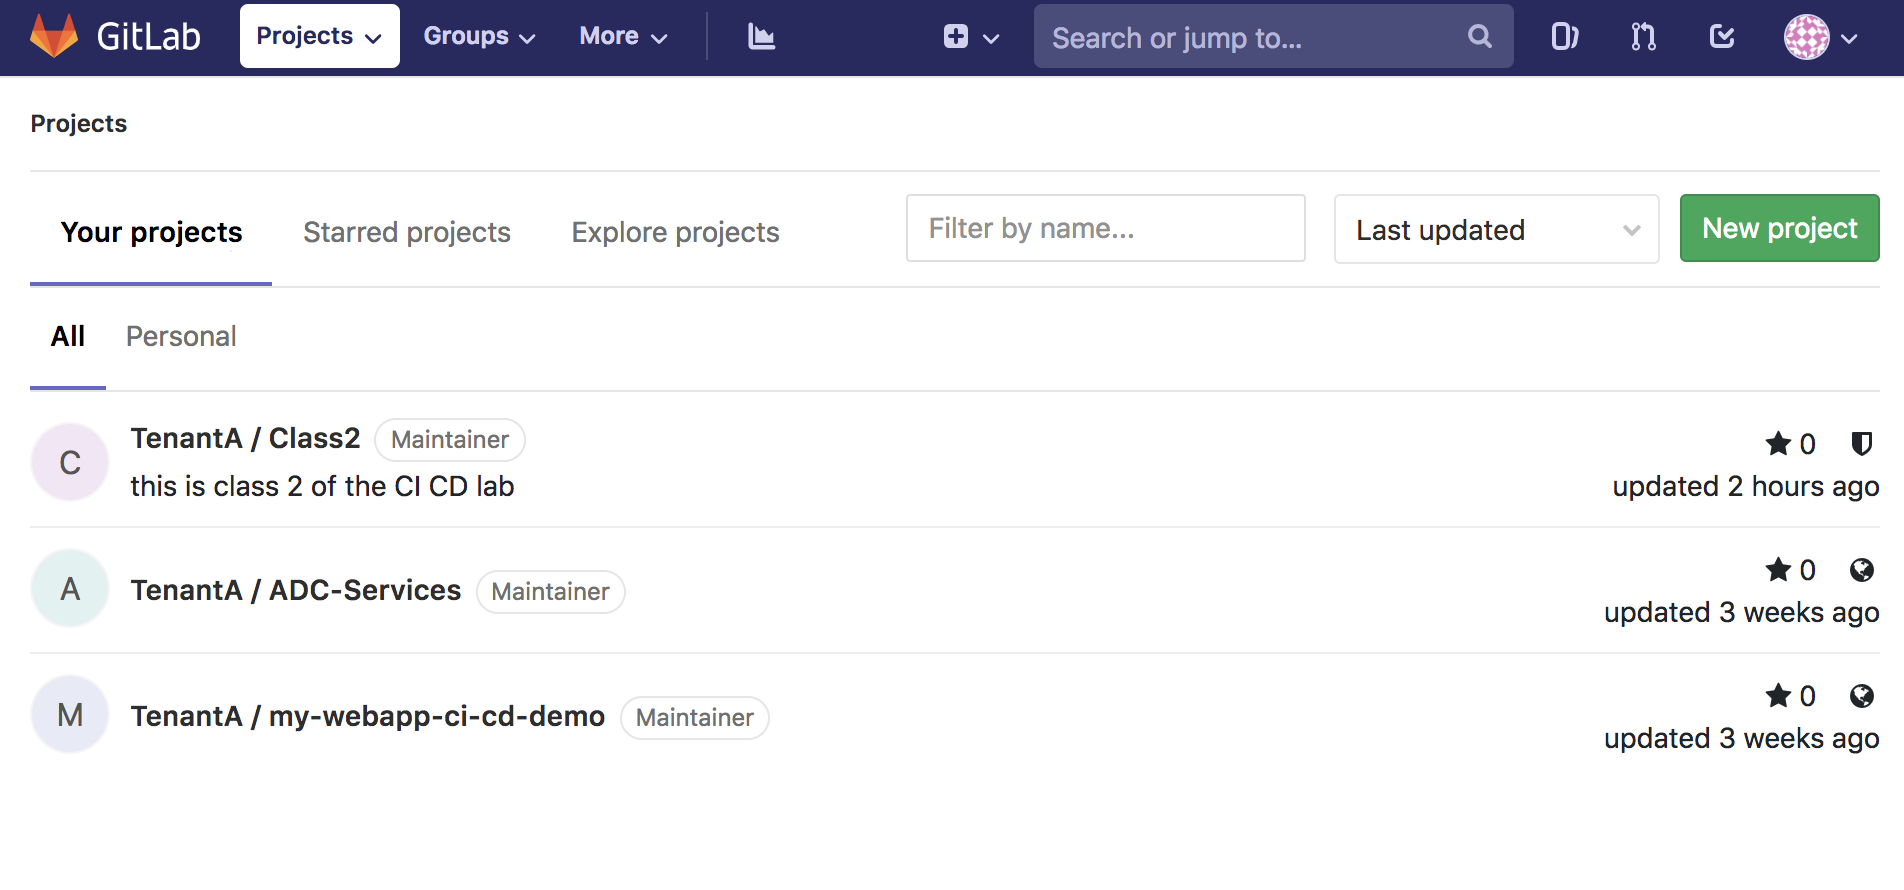 GitLab Projects Groups More Search or jump to...
Projects
Your projects Starred projects Explore projects Filter by name... Last updated New project
All Personal
C TenantA / Class2 Maintainer 0
this is class 2 of the CI CD lab updated 2 hours ago
A TenantA / ADC-Services Maintainer 0
updated 3 weeks ago
M TenantA / my-webapp-ci-cd-demo Maintainer 0
updated 3 weeks ago